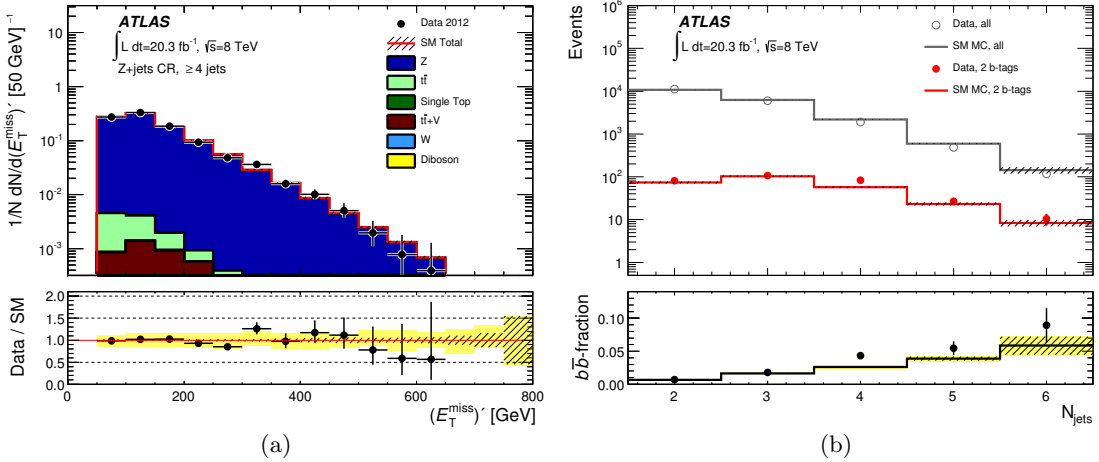 ATLAS
∫ L dt=20.3 fb⁻¹, √s=8 TeV
Z+jets CR, ≥ 4 jets
Data 2012
SM Total
Z
tt̄
Single Top
tt̄+V
W
Diboson
1/N dN/d(E_T^miss)´ [50 GeV]⁻¹
10
1
10⁻¹
10⁻²
10⁻³
Data / SM
2.0
1.5
1.0
0.5
0.0
0 200 400 600 800
(E_T^miss)´ [GeV]
(a)
ATLAS
∫ L dt=20.3 fb⁻¹, √s=8 TeV
Data, all
SM MC, all
Data, 2 b-tags
SM MC, 2 b-tags
Events
10⁶
10⁵
10⁴
10³
10²
10
1
bb̄-fraction
0.10
0.05
0.00
2 3 4 5 6
N_jets
(b)